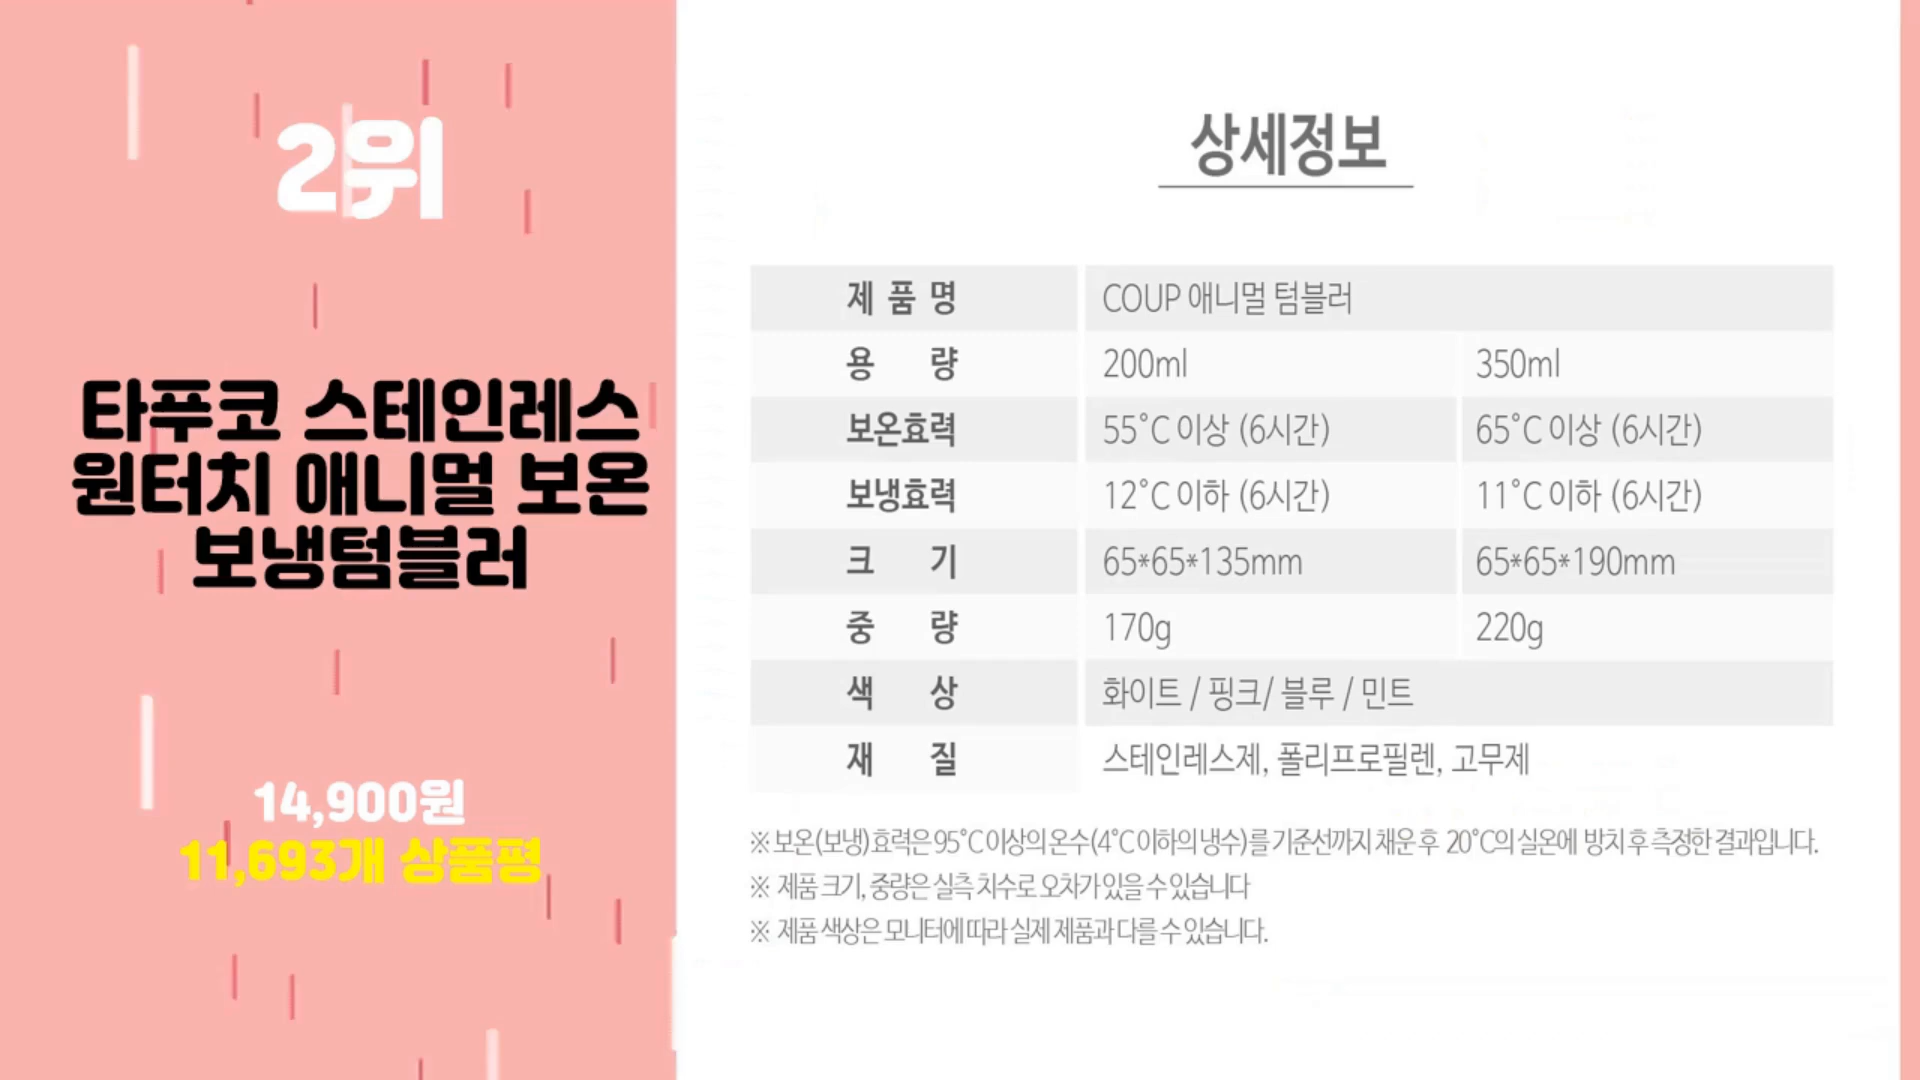 2위
타푸코 스테인레스
원터치 애니멀 보온
보냉텀블러
14,900원
11,693개 상품평
상세정보
제 품 명 COUP 애니멀 텀블러
용 량 200ml 350ml
보온효력 55°C 이상 (6시간) 65°C 이상 (6시간)
보냉효력 12°C 이하 (6시간) 11°C 이하 (6시간)
크 기 65*65*135mm 65*65*190mm
중 량 170g 220g
색 상 화이트 / 핑크/ 블루 / 민트
재 질 스테인레스제, 폴리프로필렌, 고무제
※ 보온(보냉)효력은 95°C 이상의 온수(4°C 이하의 냉수)를 기준선까지 채운 후 20°C의 실온에 방치 후 측정한 결과입니다.
※ 제품 크기, 중량은 실측 치수로 오차가 있을 수 있습니다
※ 제품 색상은 모니터에 따라 실제 제품과 다를 수 있습니다.